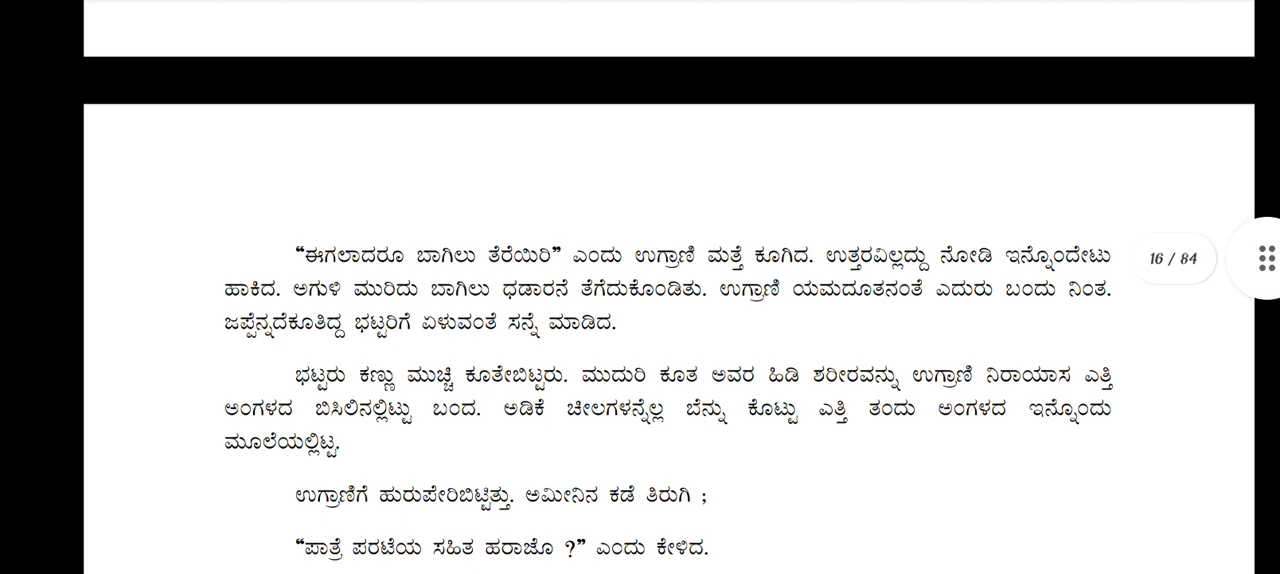 “ಈಗಲಾದರೂ ಬಾಗಿಲು ತೆರೆಯಿರಿ” ಎಂದು ಉಗ್ರಾಣಿ ಮತ್ತೆ ಕೂಗಿದ. ಉತ್ತರವಿಲ್ಲದ್ದು ನೋಡಿ ಇನ್ನೊಂದೇಟು
16 / 84
ಹಾಕಿದ. ಅಗುಳಿ ಮುರಿದು ಬಾಗಿಲು ಧಡಾರನೆ ತೆಗೆದುಕೊಂಡಿತು. ಉಗ್ರಾಣಿ ಯಮದೂತನಂತೆ ಎದುರು ಬಂದು ನಿಂತ.
ಜಪ್ಪೆನ್ನದೆಕೂತಿದ್ದ ಭಟ್ಟರಿಗೆ ಏಳುವಂತೆ ಸನ್ನೆ ಮಾಡಿದ.
ಭಟ್ಟರು ಕಣ್ಣು ಮುಚ್ಚಿ ಕೂತೇಬಿಟ್ಟರು. ಮುದುರಿ ಕೂತ ಅವರ ಹಿಡಿ ಶರೀರವನ್ನು ಉಗ್ರಾಣಿ ನಿರಾಯಾಸ ಎತ್ತಿ
ಅಂಗಳದ ಬಿಸಿಲಿನಲ್ಲಿಟ್ಟು ಬಂದ. ಅಡಿಕೆ ಚೀಲಗಳನ್ನೆಲ್ಲ ಬೆನ್ನು ಕೊಟ್ಟು ಎತ್ತಿ ತಂದು ಅಂಗಳದ ಇನ್ನೊಂದು
ಮೂಲೆಯಲ್ಲಿಟ್ಟ.
ಉಗ್ರಾಣಿಗೆ ಹುರುಪೇರಿಬಿಟ್ಟಿತ್ತು. ಅಮೀನಿನ ಕಡೆ ತಿರುಗಿ ;
“ಪಾತ್ರೆ ಪರಟೆಯ ಸಹಿತ ಹರಾಜೊ ?” ಎಂದು ಕೇಳಿದ.